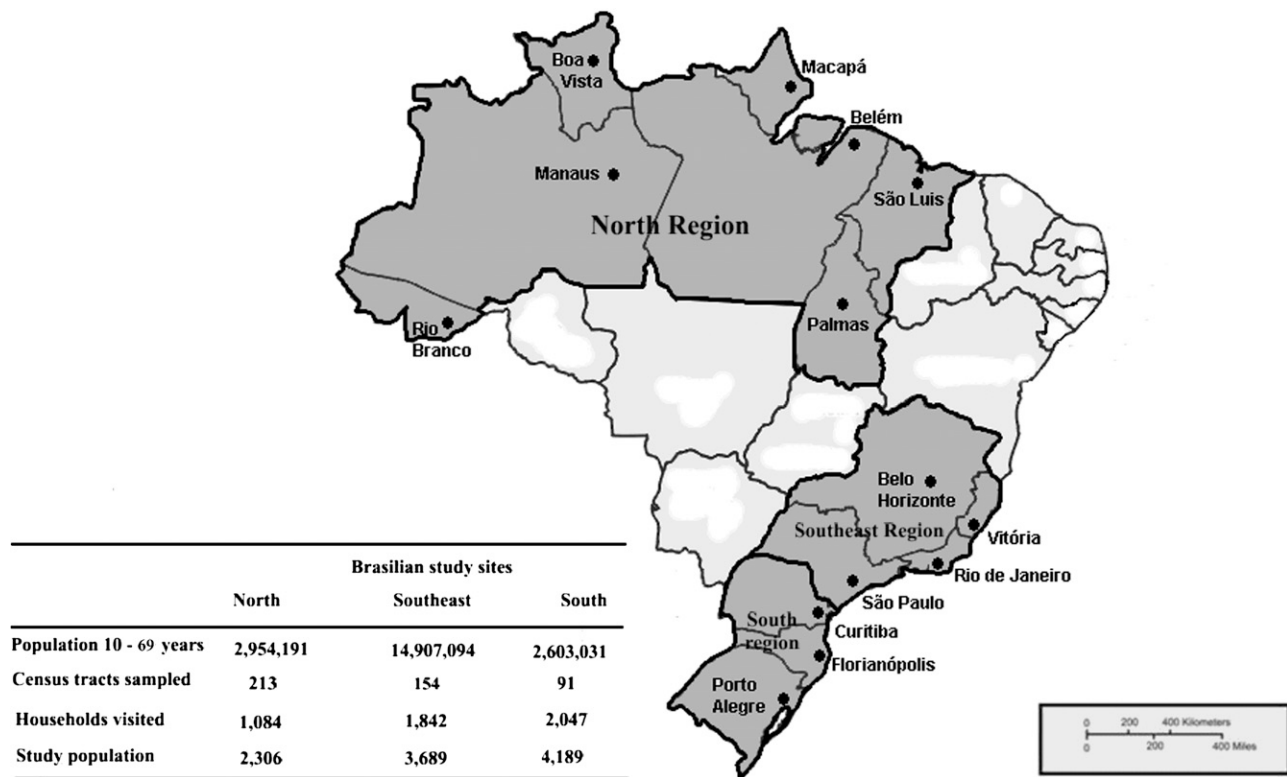 Boa
Vista
Macapá
Belém
Manaus
São Luis
North Region
Palmas
Rio
Branco
Belo
Horizonte
Southeast Region
Vitória
Rio de Janeiro
São Paulo
South
region
Curitiba
Florianópolis
Porto
Alegre
Brasilian study sites
North Southeast South
Population 10 - 69 years 2,954,191 14,907,094 2,603,031
Census tracts sampled 213 154 91
Households visited 1,084 1,842 2,047
Study population 2,306 3,689 4,189
0 200 400 Kilometers
0 200 400 Miles